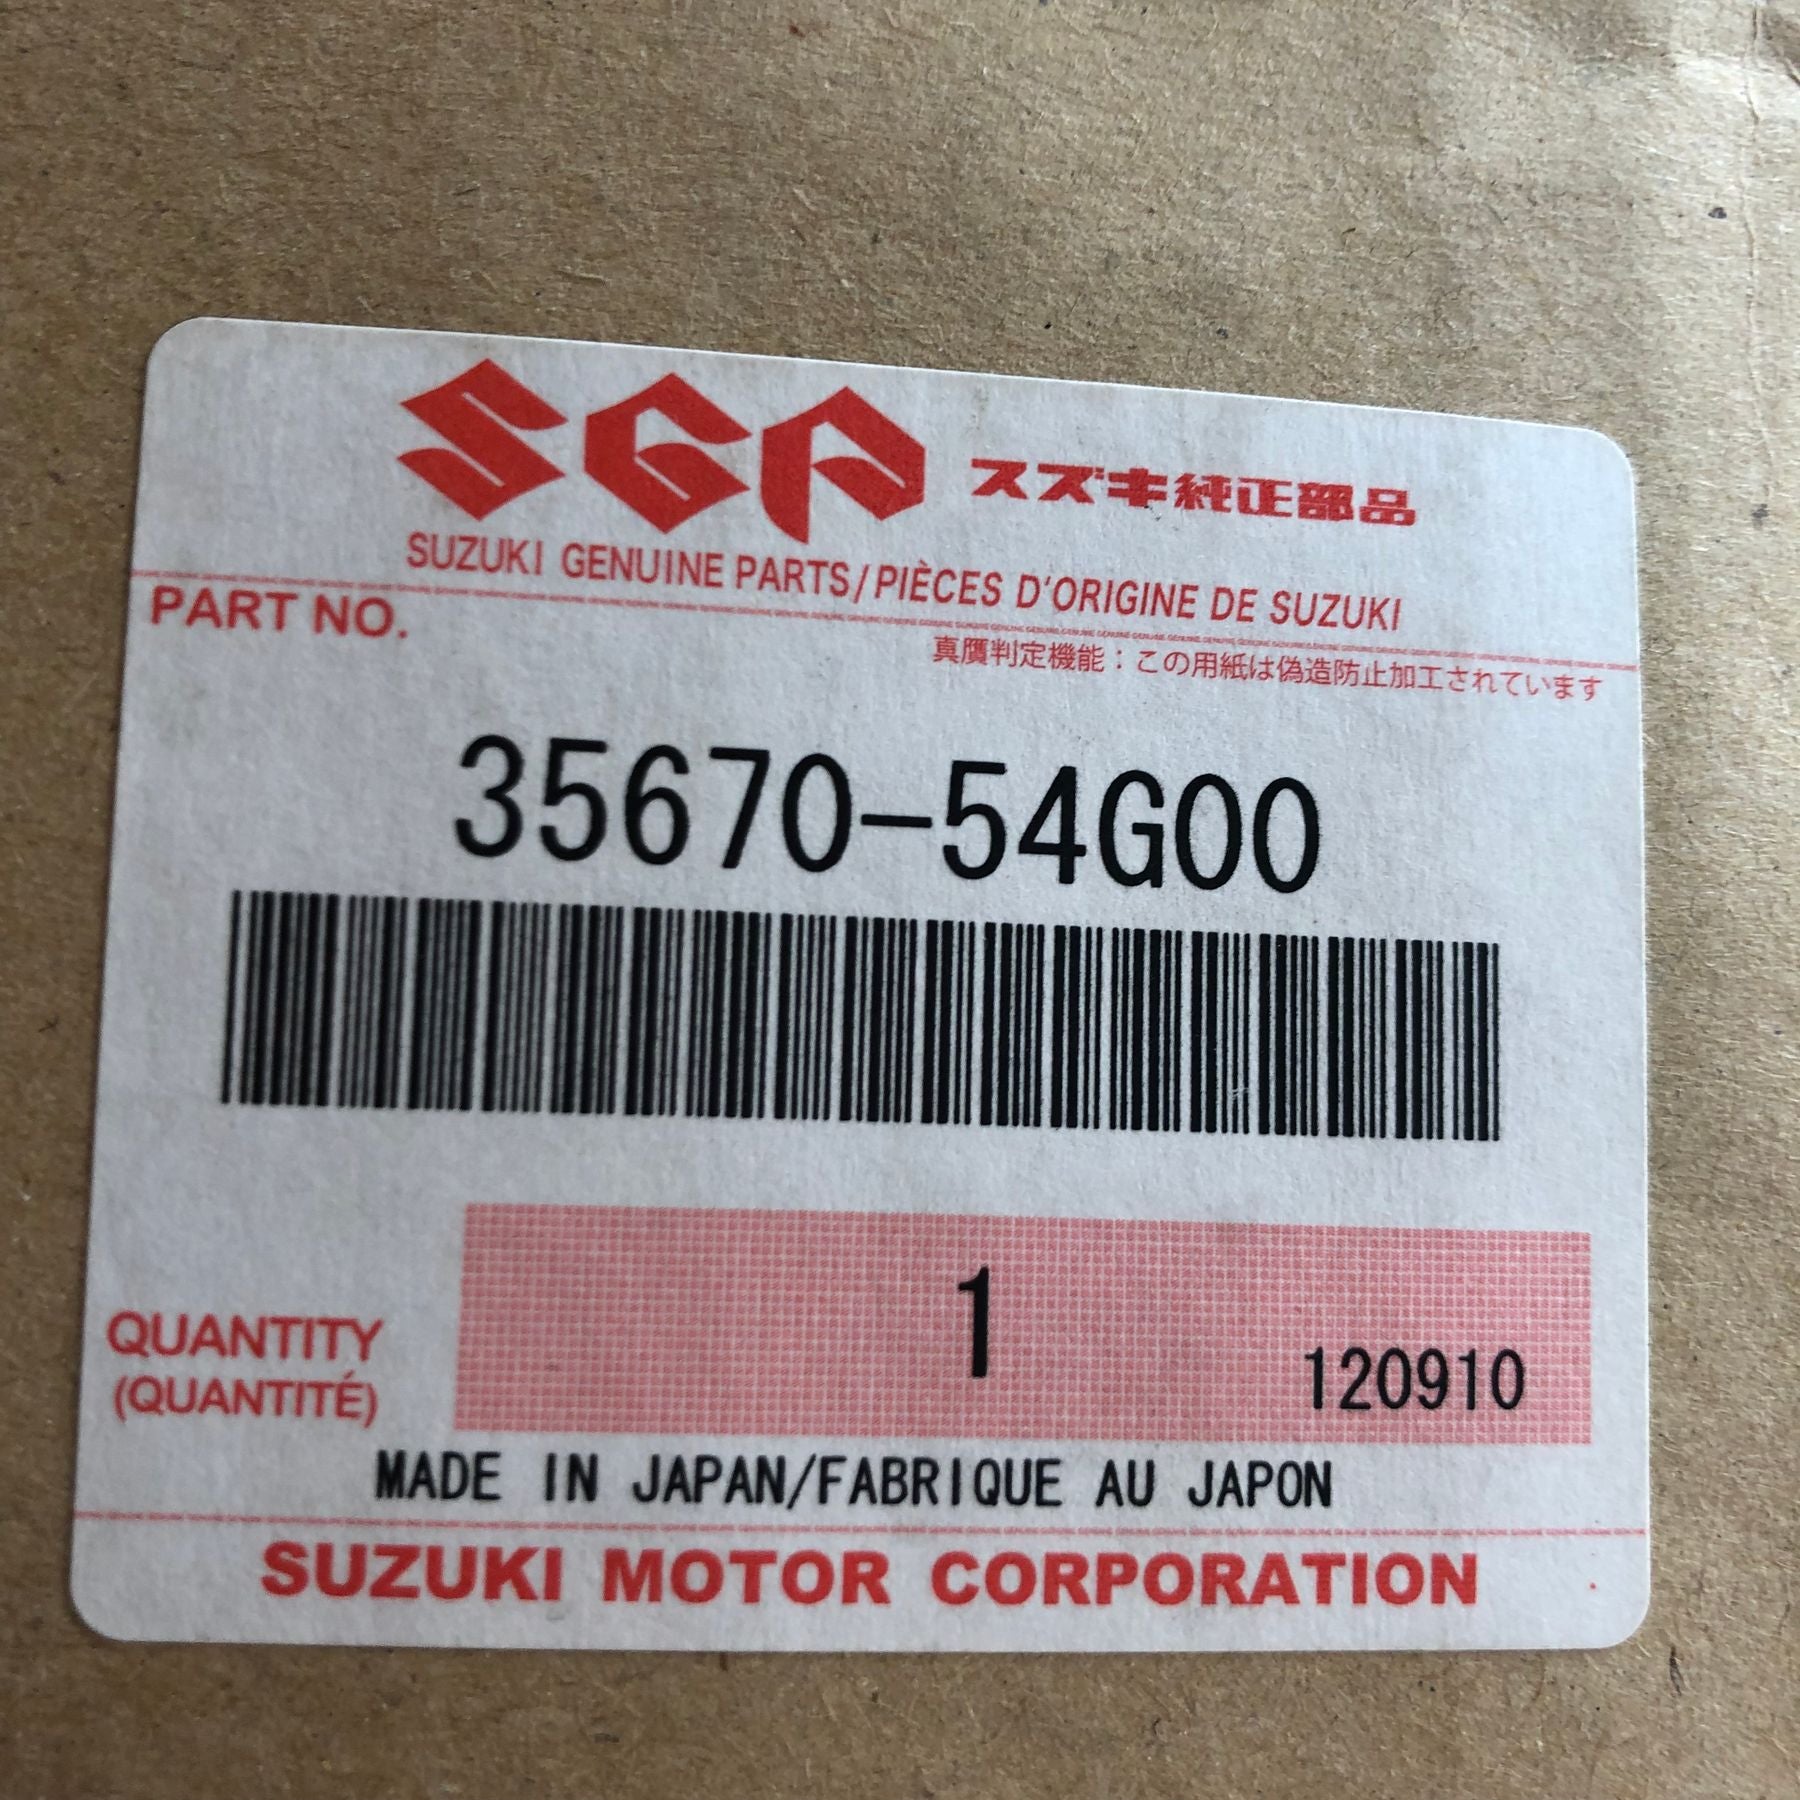 SGP スズキ純正部品
SUZUKI GENUINE PARTS/PIÈCES D'ORIGINE DE SUZUKI
PART NO.
真贋判定機能：この用紙は偽造防止加工されています
35670-54G00
1
120910
QUANTITY
(QUANTITÉ)
MADE IN JAPAN/FABRIQUE AU JAPON
SUZUKI MOTOR CORPORATION